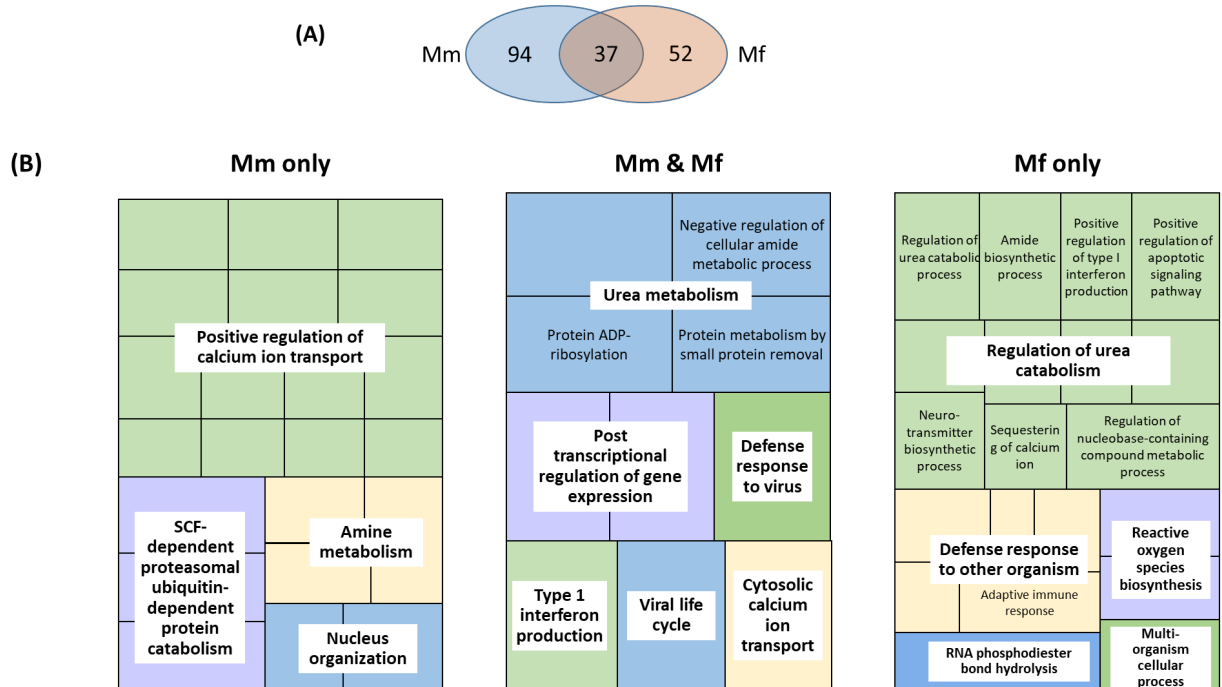 (A)
Mm 94 37 52 Mf
(B)
Mm only
Mm & Mf
Mf only
Positive regulation of
calcium ion transport
SCF-
dependent
proteasomal
ubiquitin-
dependent
protein
catabolism
Amine
metabolism
Nucleus
organization
Negative regulation of
cellular amide
metabolic process
Urea metabolism
Protein ADP-
ribosylation
Protein metabolism by
small protein removal
Post
transcriptional
regulation of gene
expression
Defense
response
to virus
Type 1
interferon
production
Viral life
cycle
Cytosolic
calcium
ion
transport
Regulation of
urea catabolic
process
Amide
biosynthetic
process
Positive
regulation
of type I
interferon
production
Positive
regulation of
apoptotic
signaling
pathway
Regulation of urea
catabolism
Neuro-
transmitter
biosynthetic
process
Sequesterin
g of calcium
ion
Regulation of
nucleobase-containing
compound metabolic
process
Defense response
to other organism
Adaptive immune
response
Reactive
oxygen
species
biosynthesis
RNA phosphodiester
bond hydrolysis
Multi-
organism
cellular
process